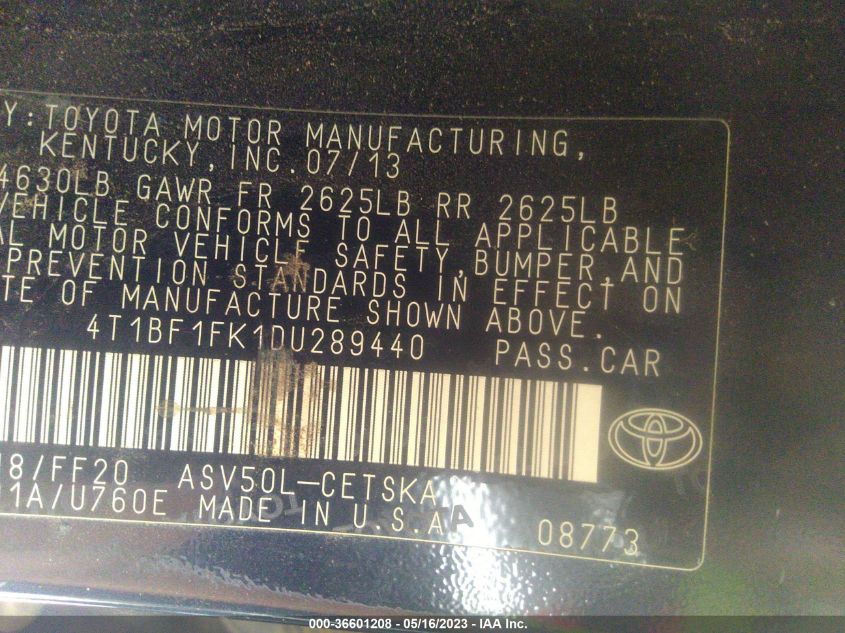 Y:TOYOTA MOTOR MANUFACTURING,
KENTUCKY, INC. 07/13
4630LB GAWR FR 2625LB RR 2625LB
VEHICLE CONFORMS TO ALL APPLICABLE
AL MOTOR VEHICLE SAFETY, BUMPER, AND
PREVENTION STANDARDS IN EFFECT ON
TE OF MANUFACTURE SHOWN ABOVE.
4T1BF1FK1DU289440 PASS.CAR
8/FF20 ASV50L-CETSKA
1A/U760E MADE IN U.S.A
08773
000-36601208 - 05/16/2023 - IAA Inc.